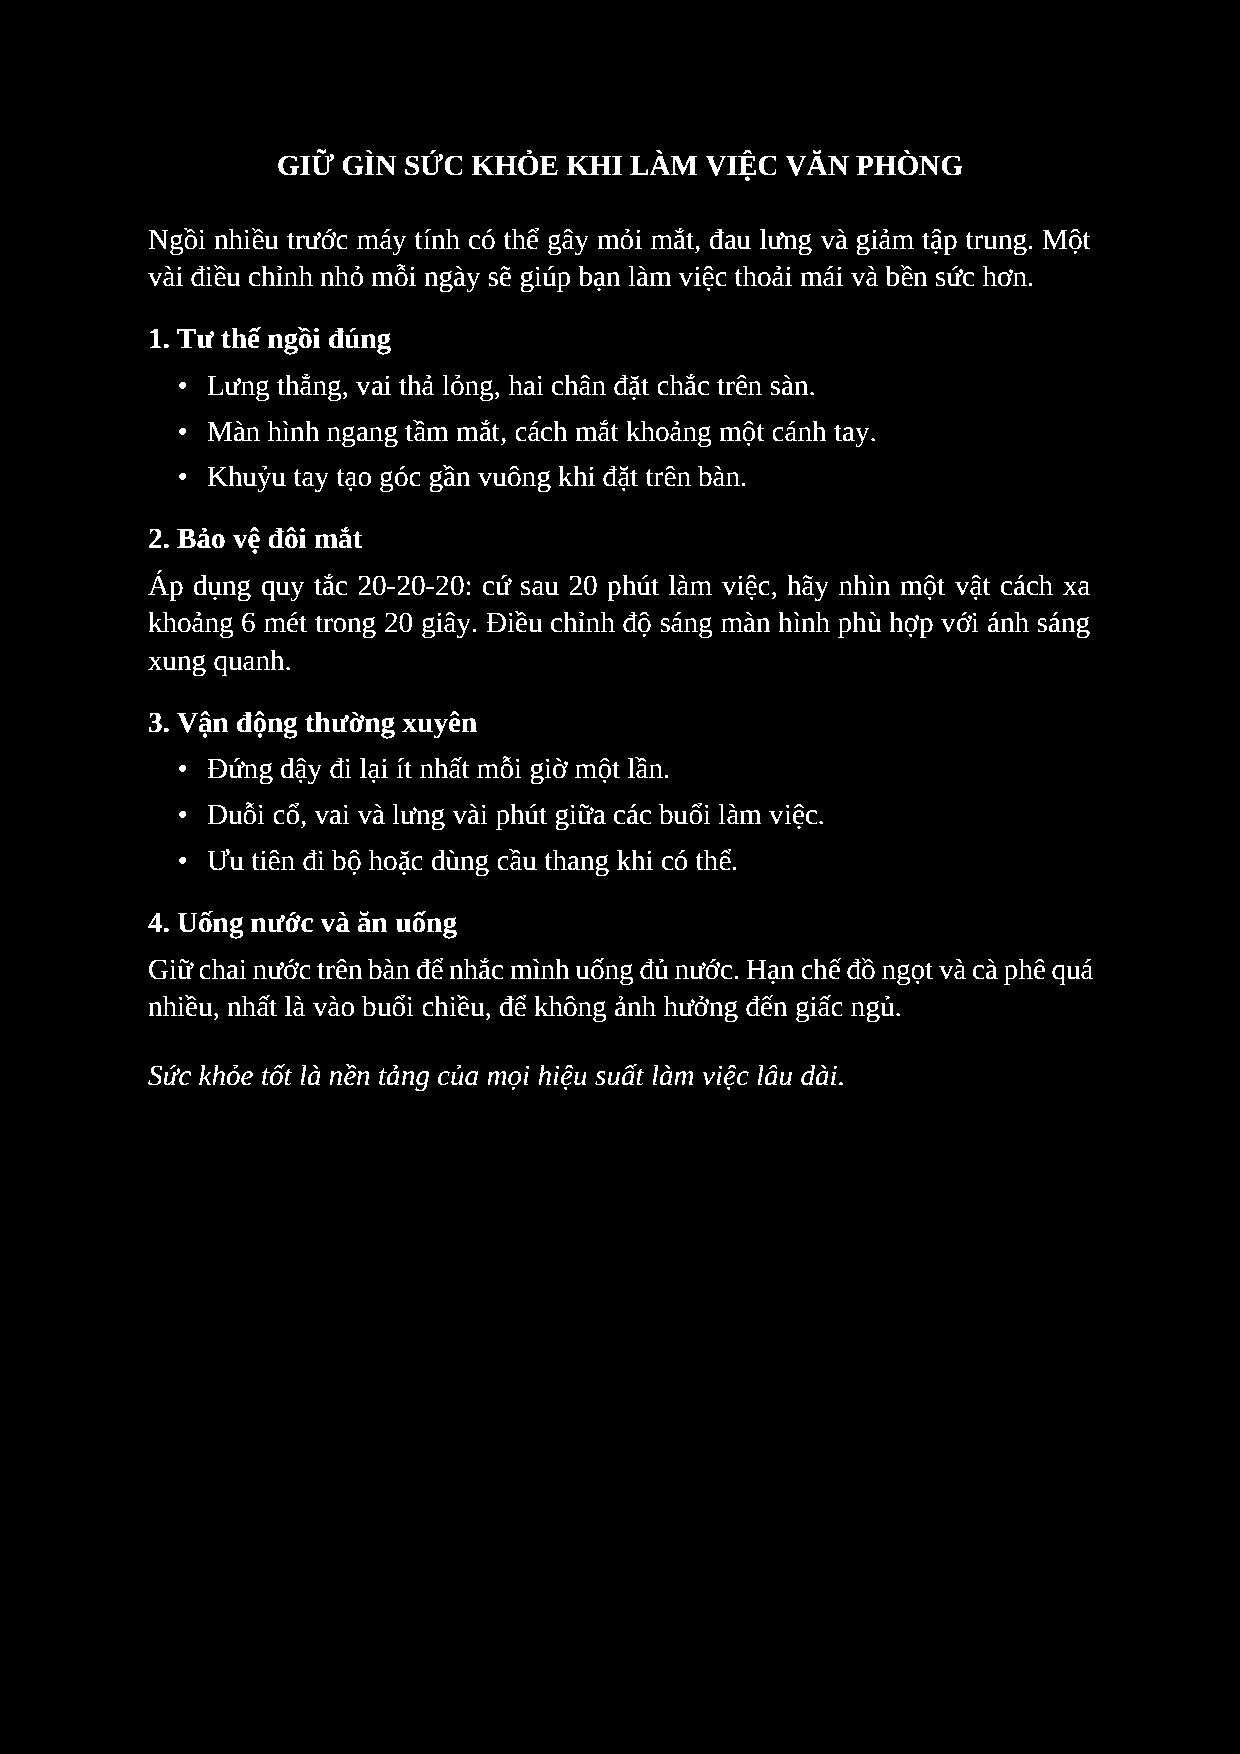 GIỮ GÌN SỨC KHỎE KHI LÀM VIỆC VĂN PHÒNG
Ngồi nhiều trước máy tính có thể gây mỏi mắt, đau lưng và giảm tập trung. Một
vài điều chỉnh nhỏ mỗi ngày sẽ giúp bạn làm việc thoải mái và bền sức hơn.
1. Tư thế ngồi đúng
• Lưng thẳng, vai thả lỏng, hai chân đặt chắc trên sàn.
• Màn hình ngang tầm mắt, cách mắt khoảng một cánh tay.
• Khuỷu tay tạo góc gần vuông khi đặt trên bàn.
2. Bảo vệ đôi mắt
Áp dụng quy tắc 20-20-20: cứ sau 20 phút làm việc, hãy nhìn một vật cách xa
khoảng 6 mét trong 20 giây. Điều chỉnh độ sáng màn hình phù hợp với ánh sáng
xung quanh.
3. Vận động thường xuyên
• Đứng dậy đi lại ít nhất mỗi giờ một lần.
• Duỗi cổ, vai và lưng vài phút giữa các buổi làm việc.
• Ưu tiên đi bộ hoặc dùng cầu thang khi có thể.
4. Uống nước và ăn uống
Giữ chai nước trên bàn để nhắc mình uống đủ nước. Hạn chế đồ ngọt và cà phê quá
nhiều, nhất là vào buổi chiều, để không ảnh hưởng đến giấc ngủ.
Sức khỏe tốt là nền tảng của mọi hiệu suất làm việc lâu dài.